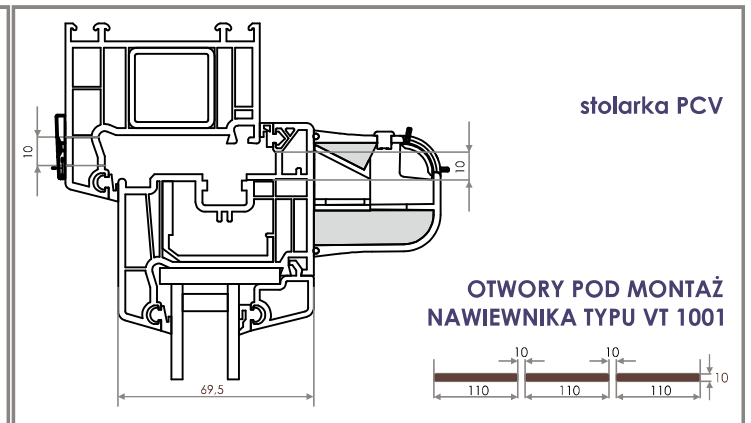 stolarka PCV
10
10
OTWORY POD MONTAŻ
NAWIEWNIKA TYPU VT 1001
10 10
10
110 110 110
69,5